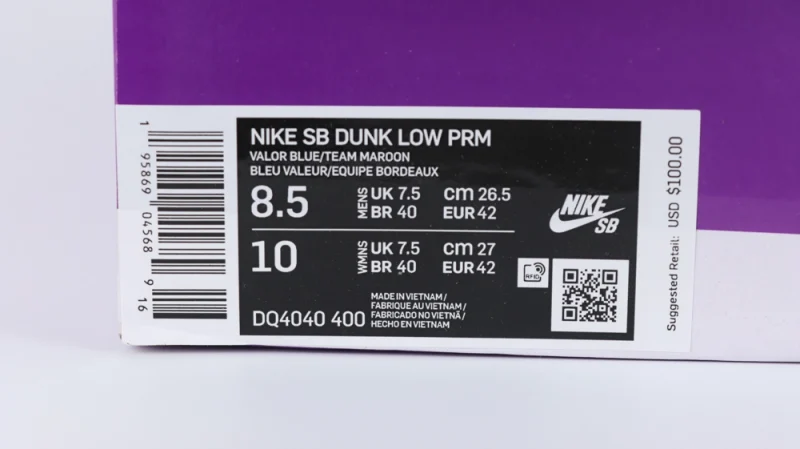 NIKE SB DUNK LOW PRM
VALOR BLUE/TEAM MAROON
BLEU VALEUR/EQUIPE BORDEAUX
8.5 MENS UK 7.5 CM 26.5
BR 40 EUR 42
10 WMNS UK 7.5 CM 27
BR 40 EUR 42
DQ4040 400
MADE IN VIETNAM/
FABRIQUE AU VIETNAM/
FABRICADO NO VIETNÃ/
HECHO EN VIETNAM
RFID
NIKE
SB
Suggested Retail: USD $100.00
1 95869 04568 9 16